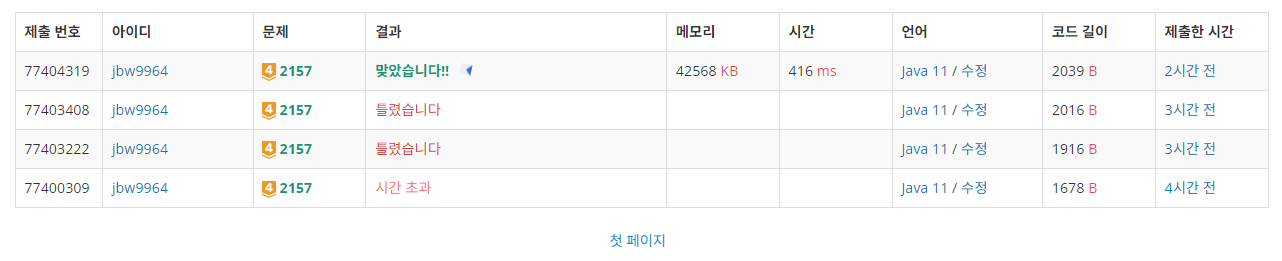 제출 번호 아이디 문제 결과 메모리 시간 언어 코드 길이 제출한 시간
77404319 jbw9964 4 2157 맞았습니다!! 42568 KB 416 ms Java 11 / 수정 2039 B 2시간 전
77403408 jbw9964 4 2157 틀렸습니다 Java 11 / 수정 2016 B 3시간 전
77403222 jbw9964 4 2157 틀렸습니다 Java 11 / 수정 1916 B 3시간 전
77400309 jbw9964 4 2157 시간 초과 Java 11 / 수정 1678 B 4시간 전
첫 페이지